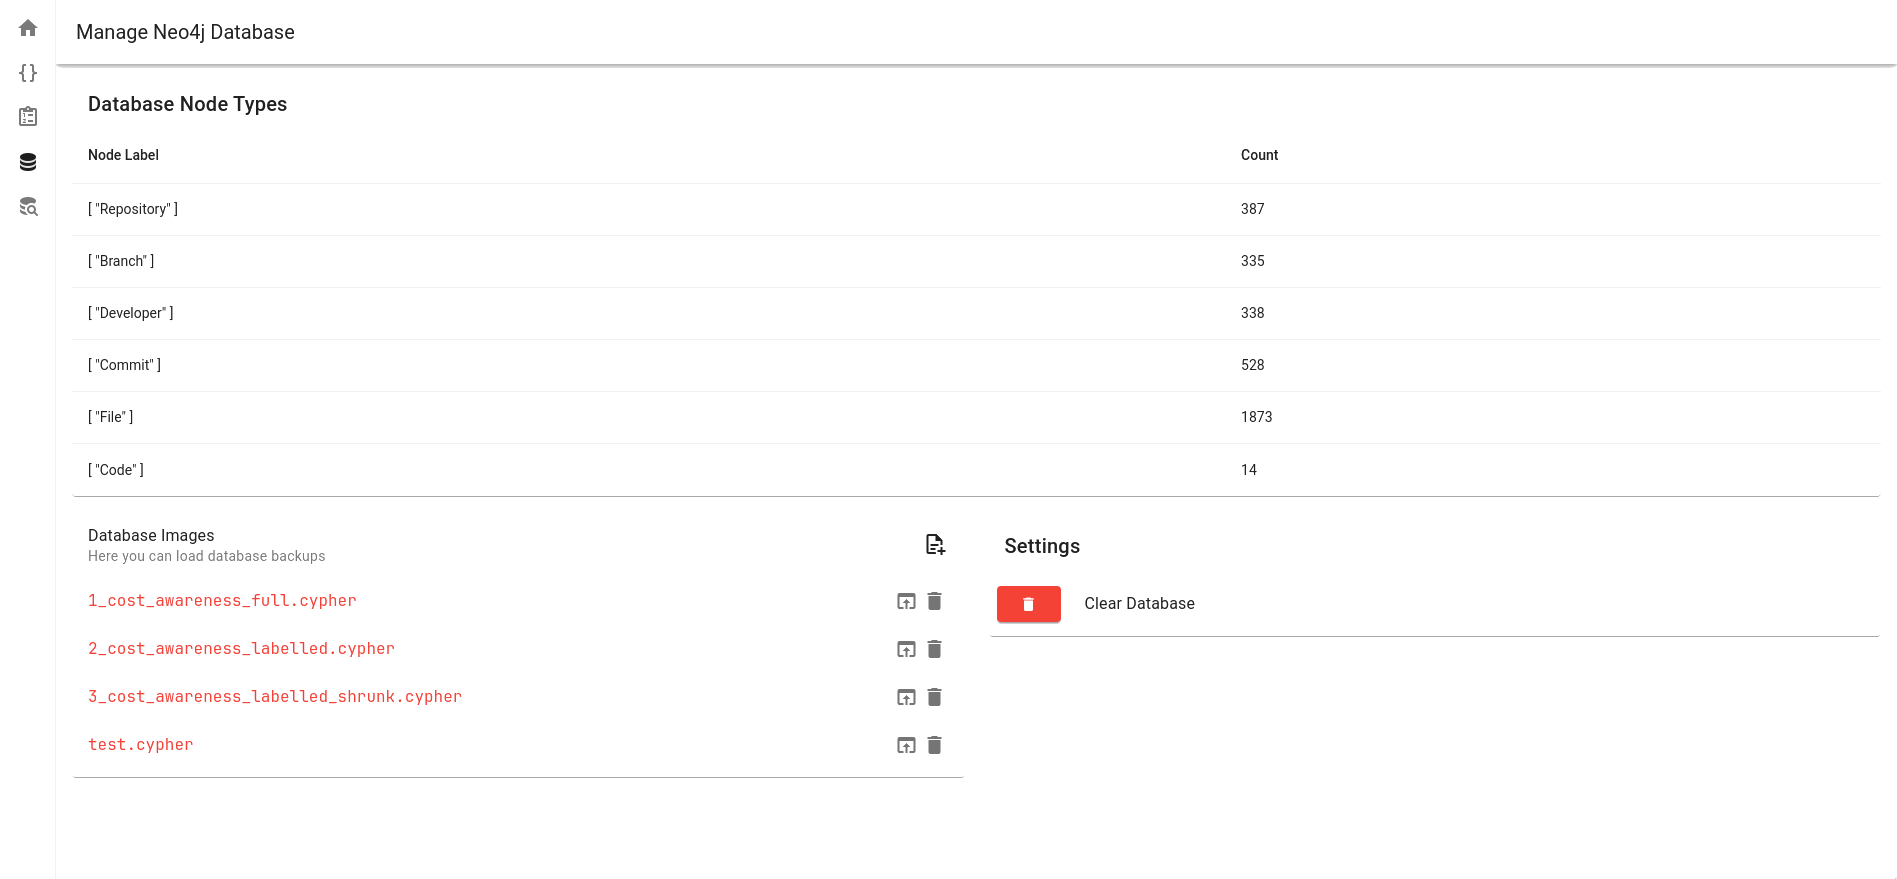 Manage Neo4j Database
Database Node Types
Node Label Count
[ "Repository" ] 387
[ "Branch" ] 335
[ "Developer" ] 338
[ "Commit" ] 528
[ "File" ] 1873
[ "Code" ] 14
Database Images
Here you can load database backups
1_cost_awareness_full.cypher
2_cost_awareness_labelled.cypher
3_cost_awareness_labelled_shrunk.cypher
test.cypher
Settings
Clear Database